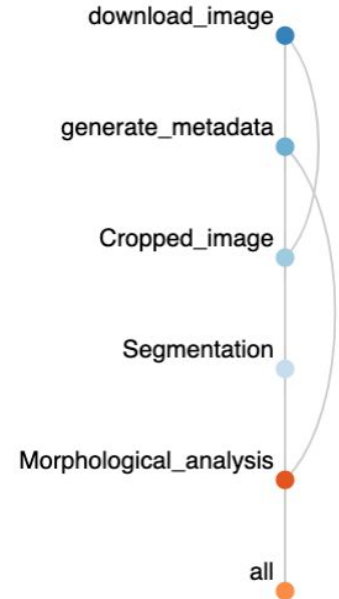 download_image
generate_metadata
Cropped_image
Segmentation
Morphological_analysis
all